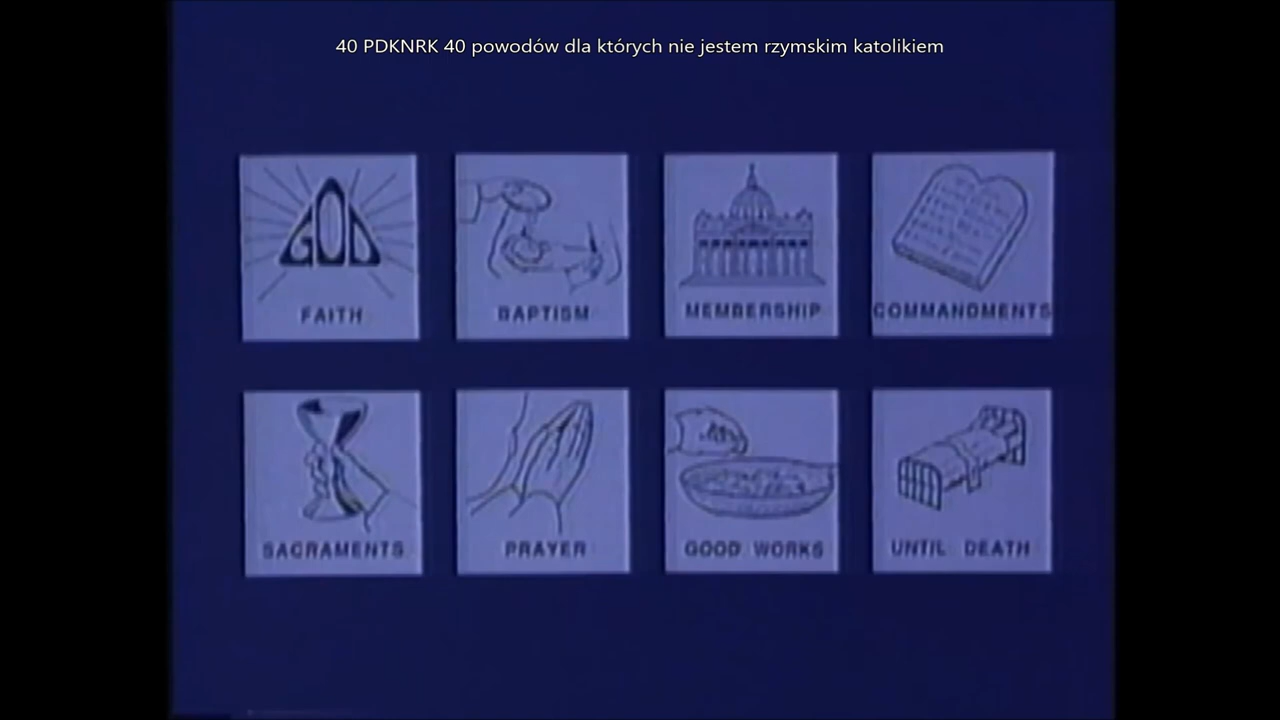 40 PDKNRK 40 powodów dla których nie jestem rzymskim katolikiem
GOD
FAITH
BAPTISM
MEMBERSHIP
COMMANDMENTS
SACRAMENTS
PRAYER
GOOD WORKS
UNTIL DEATH